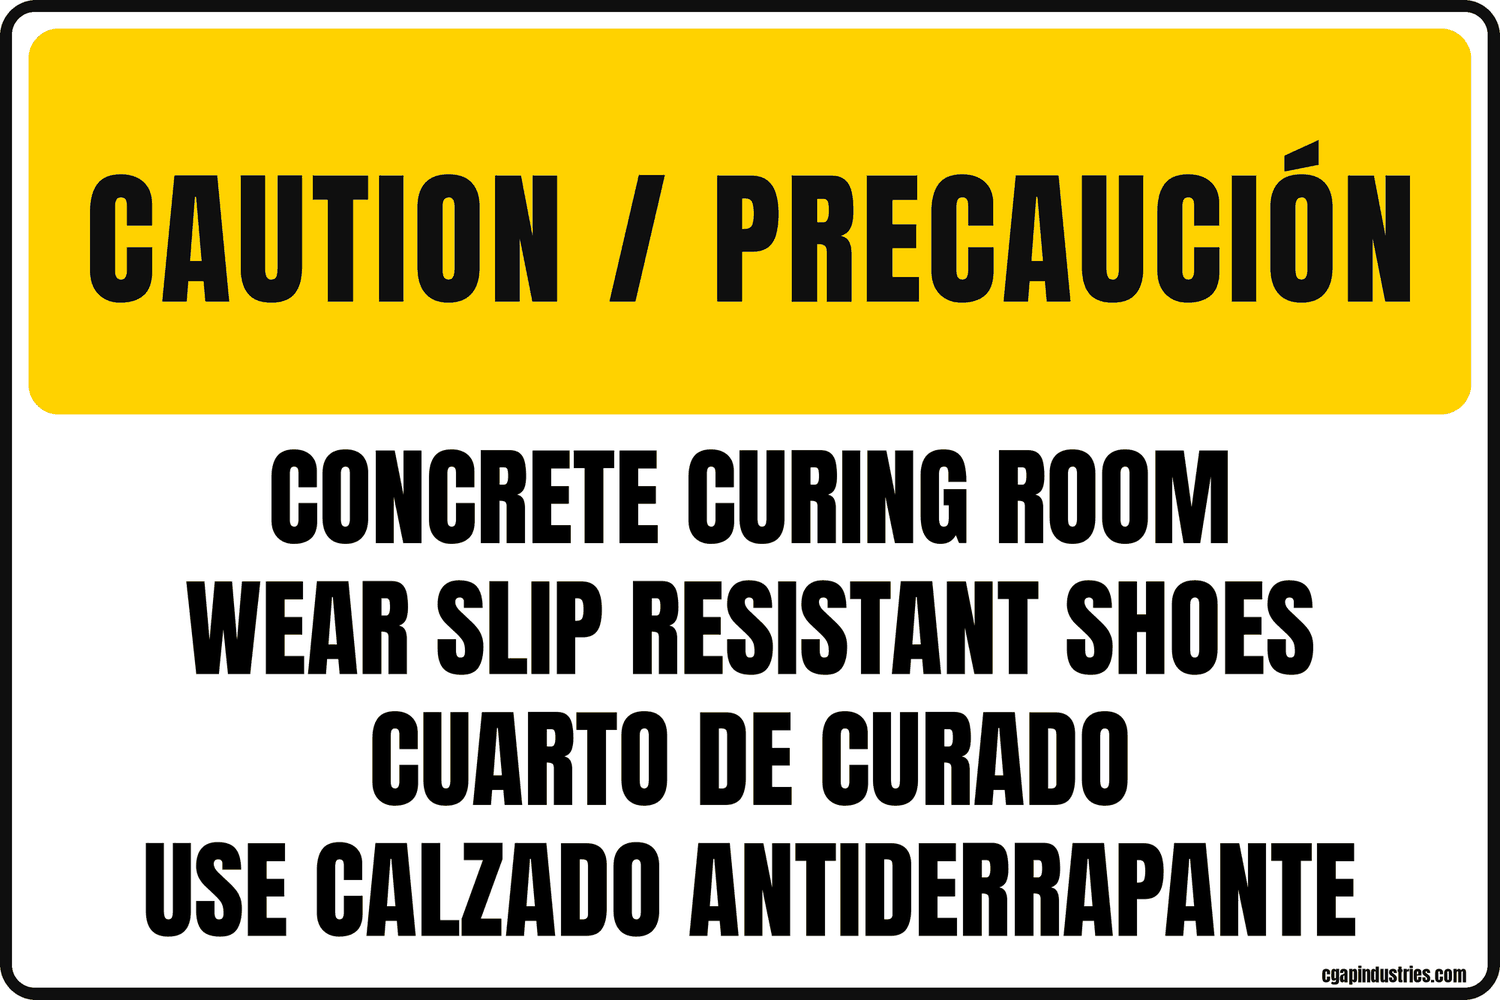 CAUTION / PRECAUCIÓN
CONCRETE CURING ROOM
WEAR SLIP RESISTANT SHOES
CUARTO DE CURADO
USE CALZADO ANTIDERRAPANTE
cgapindustries.com